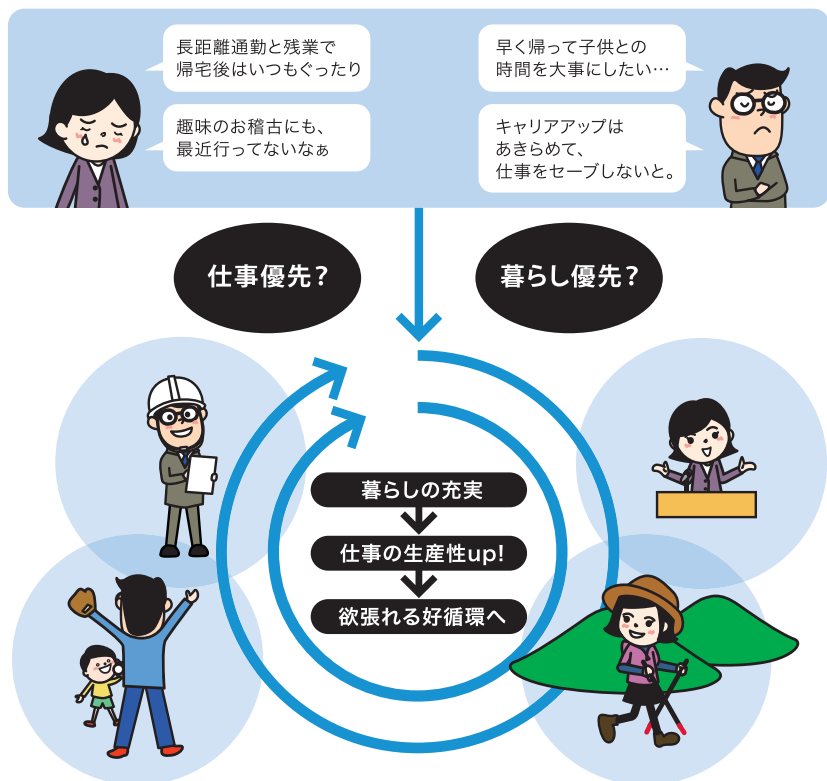 長距離通勤と残業で
帰宅後はいつもぐったり
趣味のお稽古にも、
最近行ってないなぁ
早く帰って子供との
時間を大事にしたい…
キャリアアップは
あきらめて、
仕事をセーブしないと。
仕事優先？
暮らし優先？
暮らしの充実
仕事の生産性up!
欲張れる好循環へ